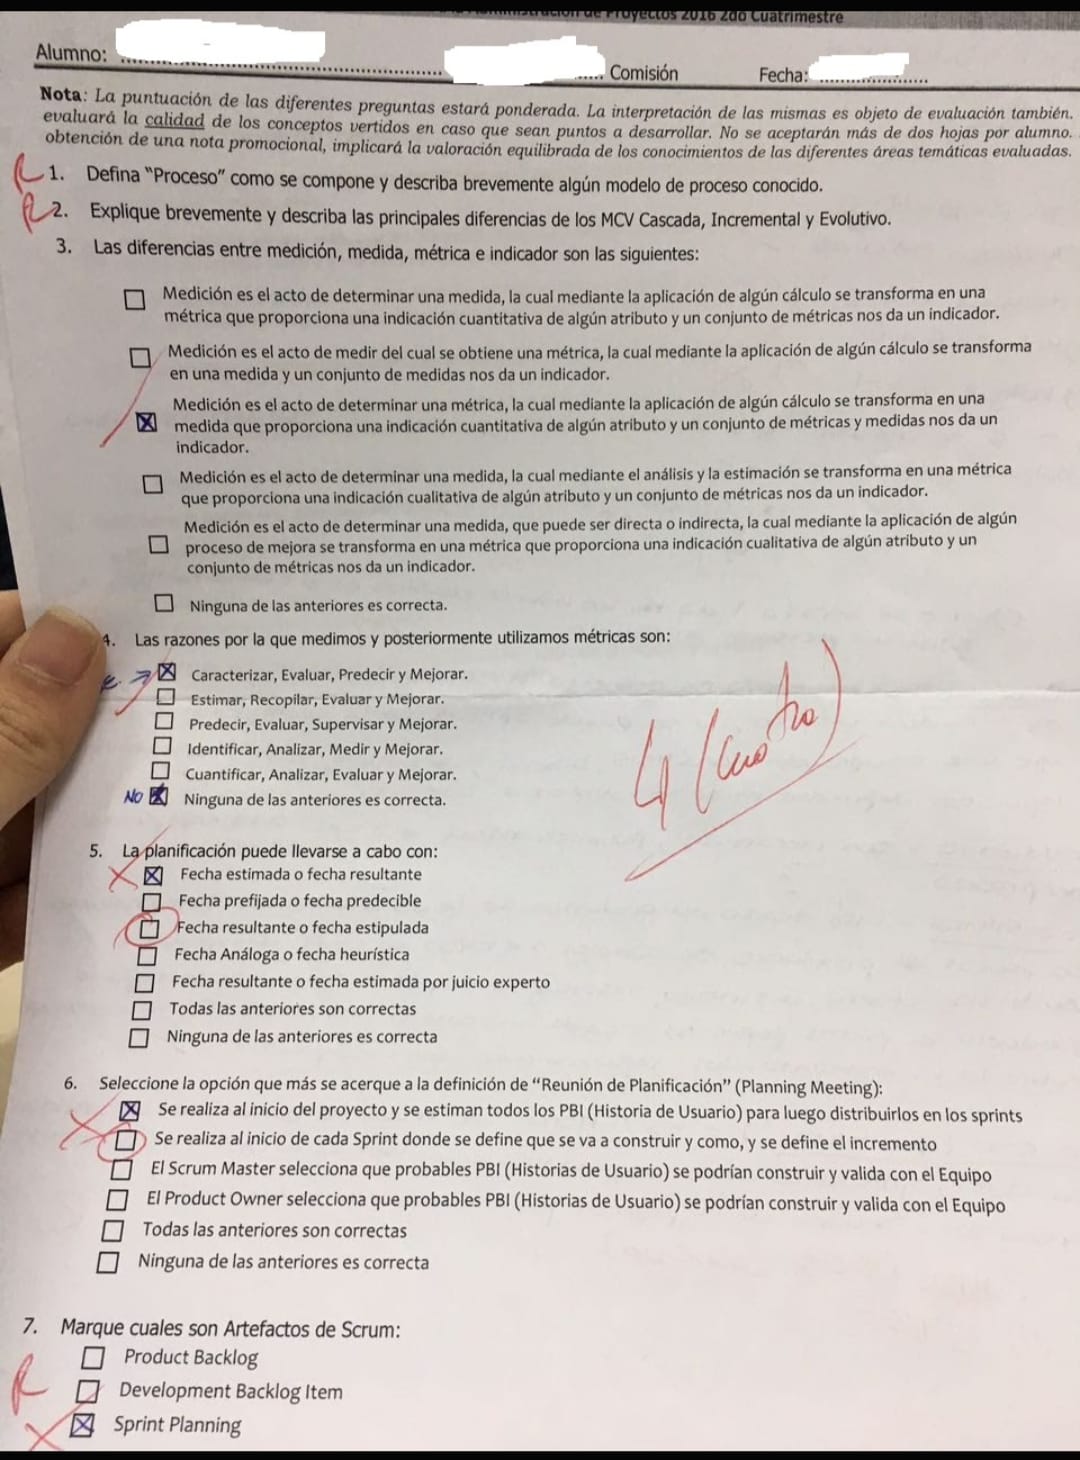 Administración de Proyectos 2016 2do Cuatrimestre
Alumno: Comisión Fecha:
Nota: La puntuación de las diferentes preguntas estará ponderada. La interpretación de las mismas es objeto de evaluación también.
evaluará la calidad de los conceptos vertidos en caso que sean puntos a desarrollar. No se aceptarán más de dos hojas por alumno.
obtención de una nota promocional, implicará la valoración equilibrada de los conocimientos de las diferentes áreas temáticas evaluadas.
R 1. Defina “Proceso” como se compone y describa brevemente algún modelo de proceso conocido.
R 2. Explique brevemente y describa las principales diferencias de los MCV Cascada, Incremental y Evolutivo.
3. Las diferencias entre medición, medida, métrica e indicador son las siguientes:
Medición es el acto de determinar una medida, la cual mediante la aplicación de algún cálculo se transforma en una
métrica que proporciona una indicación cuantitativa de algún atributo y un conjunto de métricas nos da un indicador.
Medición es el acto de medir del cual se obtiene una métrica, la cual mediante la aplicación de algún cálculo se transforma
en una medida y un conjunto de medidas nos da un indicador.
Medición es el acto de determinar una métrica, la cual mediante la aplicación de algún cálculo se transforma en una
medida que proporciona una indicación cuantitativa de algún atributo y un conjunto de métricas y medidas nos da un
indicador.
Medición es el acto de determinar una medida, la cual mediante el análisis y la estimación se transforma en una métrica
que proporciona una indicación cualitativa de algún atributo y un conjunto de métricas nos da un indicador.
Medición es el acto de determinar una medida, que puede ser directa o indirecta, la cual mediante la aplicación de algún
proceso de mejora se transforma en una métrica que proporciona una indicación cualitativa de algún atributo y un
conjunto de métricas nos da un indicador.
Ninguna de las anteriores es correcta.
4. Las razones por la que medimos y posteriormente utilizamos métricas son:
Caracterizar, Evaluar, Predecir y Mejorar.
Estimar, Recopilar, Evaluar y Mejorar.
Predecir, Evaluar, Supervisar y Mejorar.
Identificar, Analizar, Medir y Mejorar.
Cuantificar, Analizar, Evaluar y Mejorar.
NO Ninguna de las anteriores es correcta.
4 (cuatro)
5. La planificación puede llevarse a cabo con:
Fecha estimada o fecha resultante
Fecha prefijada o fecha predecible
Fecha resultante o fecha estipulada
Fecha Análoga o fecha heurística
Fecha resultante o fecha estimada por juicio experto
Todas las anteriores son correctas
Ninguna de las anteriores es correcta
6. Seleccione la opción que más se acerque a la definición de “Reunión de Planificación” (Planning Meeting):
Se realiza al inicio del proyecto y se estiman todos los PBI (Historia de Usuario) para luego distribuirlos en los sprints
Se realiza al inicio de cada Sprint donde se define que se va a construir y como, y se define el incremento
El Scrum Master selecciona que probables PBI (Historias de Usuario) se podrían construir y valida con el Equipo
El Product Owner selecciona que probables PBI (Historias de Usuario) se podrían construir y valida con el Equipo
Todas las anteriores son correctas
Ninguna de las anteriores es correcta
7. Marque cuales son Artefactos de Scrum:
Product Backlog
R Development Backlog Item
Sprint Planning